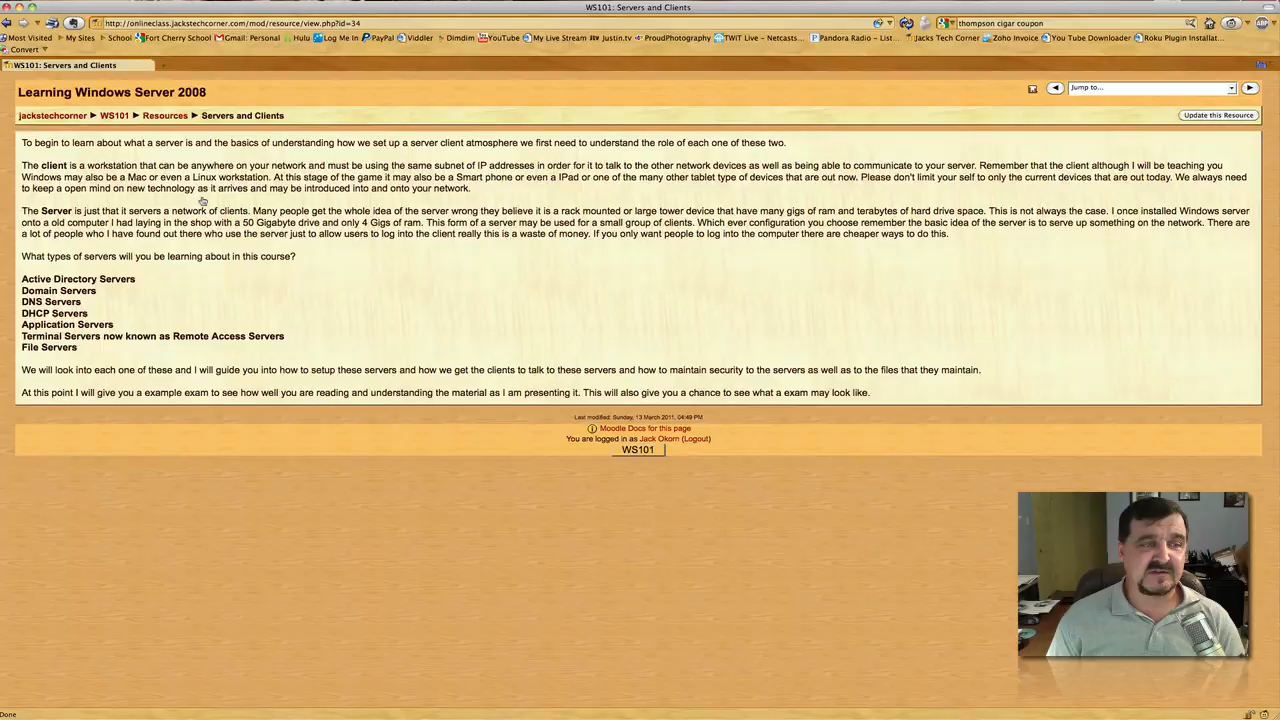 WS101: Servers and Clients
http://onlineclass.jackstechcorner.com/mod/resource/view.php?id=34
thompson cigar coupon
Most Visited My Sites School Fort Cherry School Gmail: Personal Hulu Log Me In PayPal Viddler Dimdim YouTube My Live Stream Justin.tv ProudPhotography TWiT Live – Netcasts... Pandora Radio – List... Jacks Tech Corner Zoho Invoice You Tube Downloader Roku Plugin Installat...
Convert
WS101: Servers and Clients
Learning Windows Server 2008
Jump to...
jackstechcorner ► WS101 ► Resources ► Servers and Clients
Update this Resource
To begin to learn about what a server is and the basics of understanding how we set up a server client atmosphere we first need to understand the role of each one of these two.
The client is a workstation that can be anywhere on your network and must be using the same subnet of IP addresses in order for it to talk to the other network devices as well as being able to communicate to your server. Remember that the client although I will be teaching you
Windows may also be a Mac or even a Linux workstation. At this stage of the game it may also be a Smart phone or even a IPad or one of the many other tablet type of devices that are out now. Please don't limit your self to only the current devices that are out today. We always need
to keep a open mind on new technology as it arrives and may be introduced into and onto your network.
The Server is just that it servers a network of clients. Many people get the whole idea of the server wrong they believe it is a rack mounted or large tower device that have many gigs of ram and terabytes of hard drive space. This is not always the case. I once installed Windows server
onto a old computer I had laying in the shop with a 50 Gigabyte drive and only 4 Gigs of ram. This form of a server may be used for a small group of clients. Which ever configuration you choose remember the basic idea of the server is to serve up something on the network. There are
a lot of people who I have found out there who use the server just to allow users to log into the client really this is a waste of money. If you only want people to log into the computer there are cheaper ways to do this.
What types of servers will you be learning about in this course?
Active Directory Servers
Domain Servers
DNS Servers
DHCP Servers
Application Servers
Terminal Servers now known as Remote Access Servers
File Servers
We will look into each one of these and I will guide you into how to setup these servers and how we get the clients to talk to these servers and how to maintain security to the servers as well as to the files that they maintain.
At this point I will give you a example exam to see how well you are reading and understanding the material as I am presenting it. This will also give you a chance to see what a exam may look like.
Last modified: Sunday, 13 March 2011, 04:49 PM
Moodle Docs for this page
You are logged in as Jack Okorn (Logout)
WS101
Done